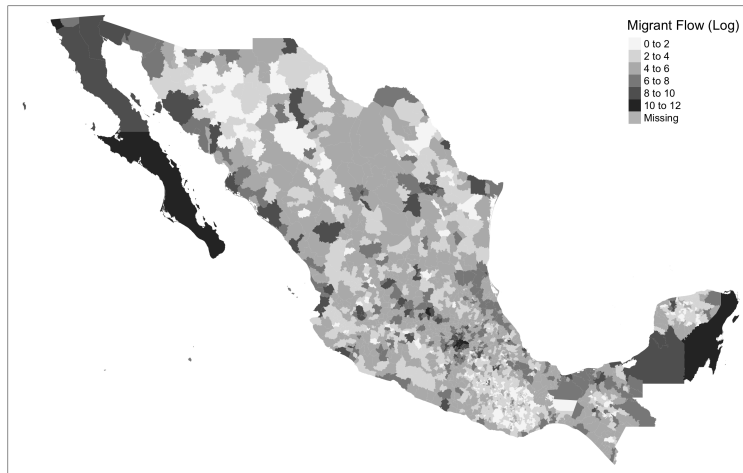 Migrant Flow (Log)
0 to 2
2 to 4
4 to 6
6 to 8
8 to 10
10 to 12
Missing